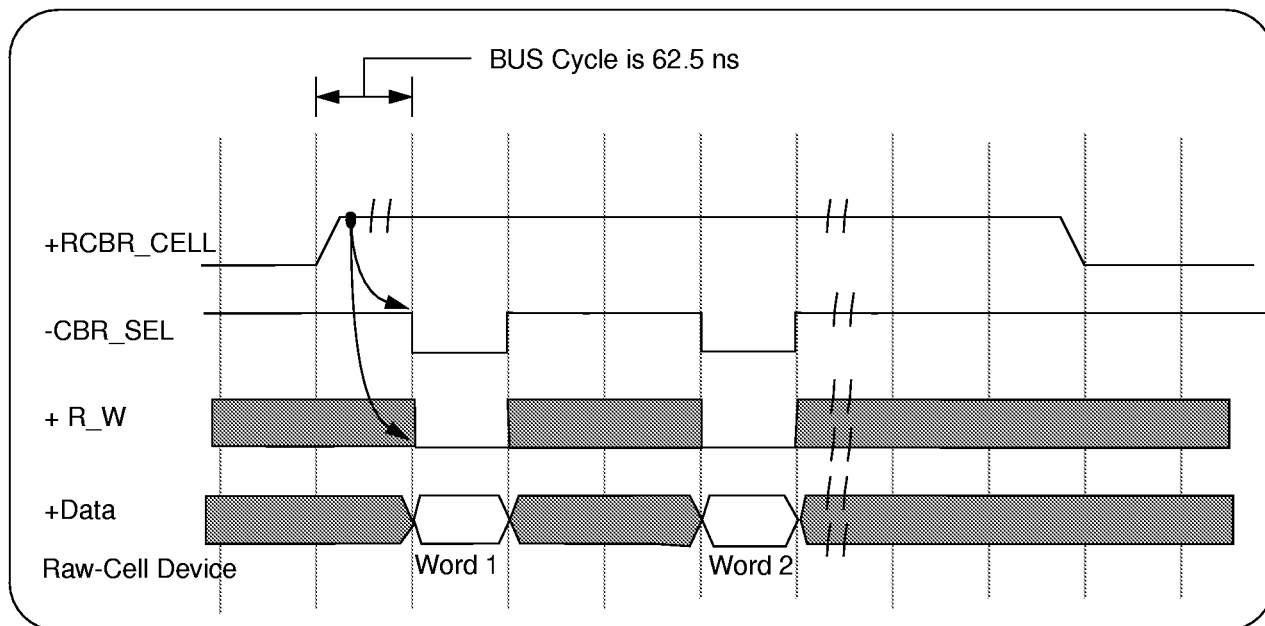 BUS Cycle is 62.5 ns
+RCBR_CELL
-CBR_SEL
+ R_W
+Data
Word 1
Word 2
Raw-Cell Device